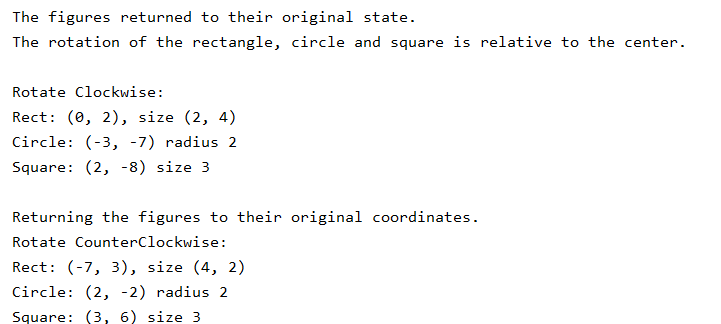 The figures returned to their original state.
The rotation of the rectangle, circle and square is relative to the center.
Rotate Clockwise:
Rect: (0, 2), size (2, 4)
Circle: (-3, -7) radius 2
Square: (2, -8) size 3
Returning the figures to their original coordinates.
Rotate CounterClockwise:
Rect: (-7, 3), size (4, 2)
Circle: (2, -2) radius 2
Square: (3, 6) size 3